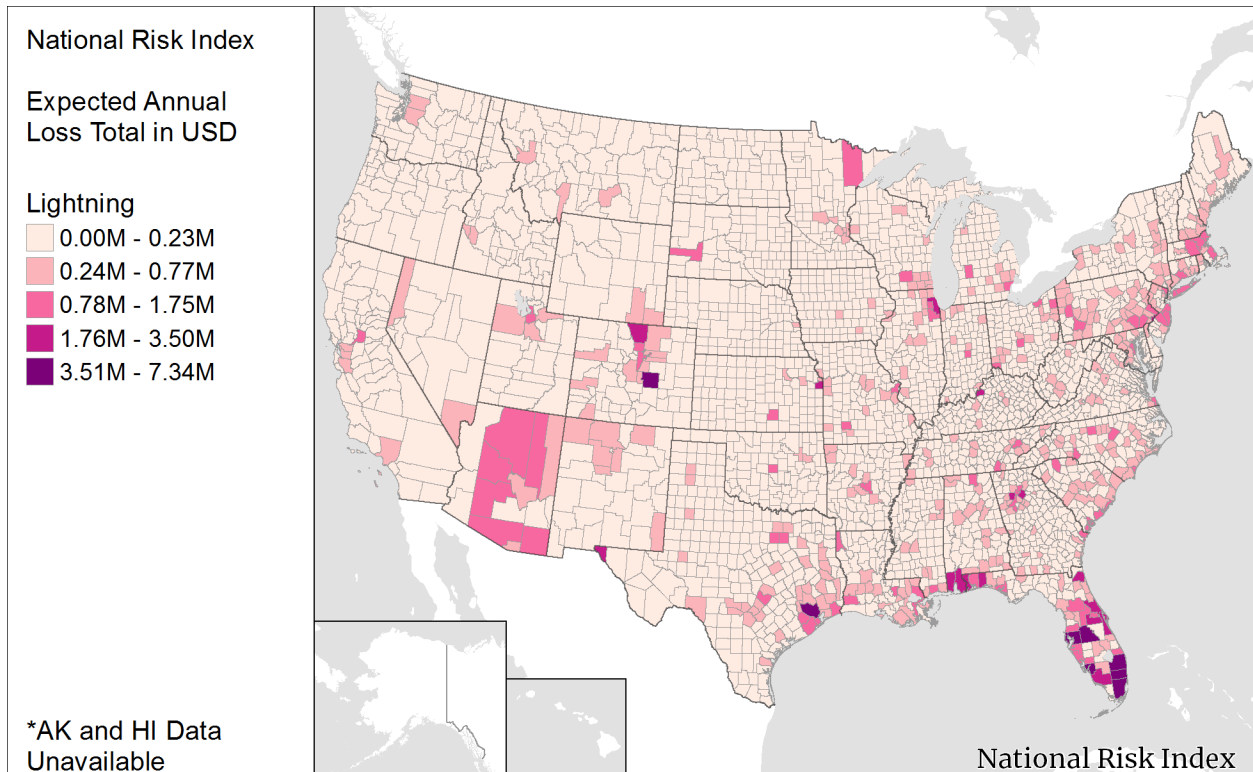 National Risk Index
Expected Annual
Loss Total in USD
Lightning
0.00M - 0.23M
0.24M - 0.77M
0.78M - 1.75M
1.76M - 3.50M
3.51M - 7.34M
*AK and HI Data
Unavailable
National Risk Index